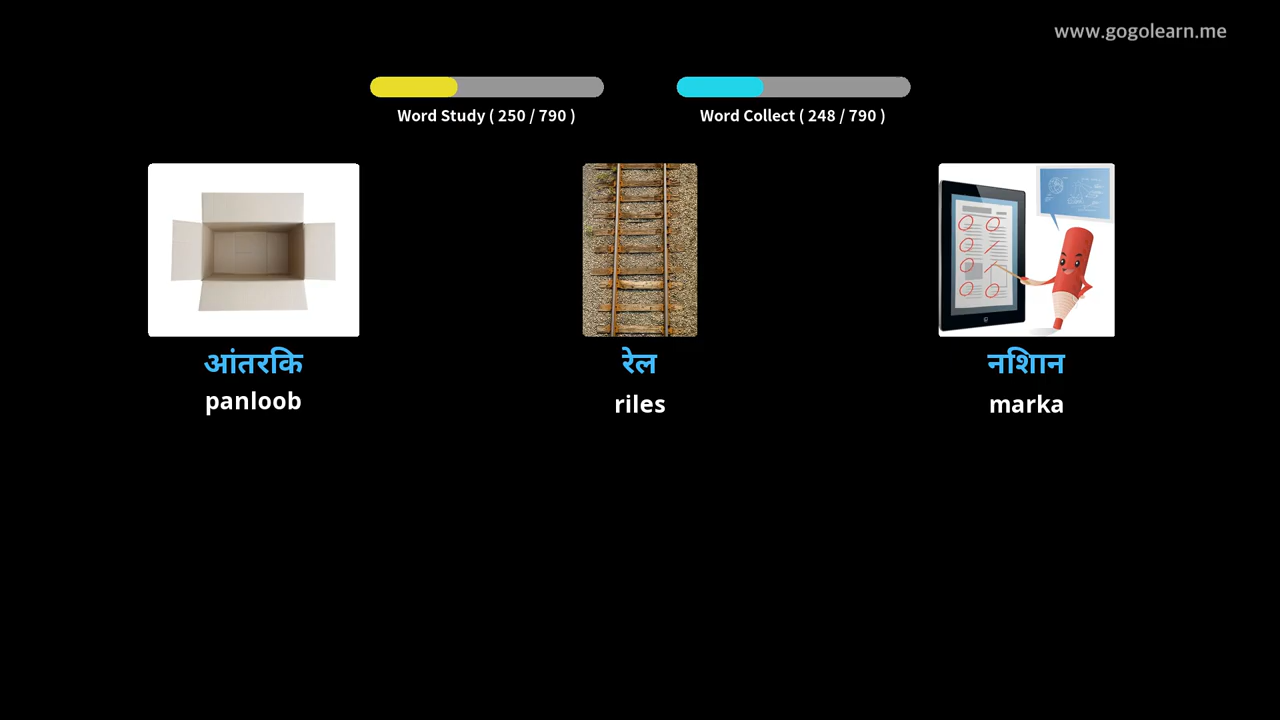 www.gogolearn.me
Word Study ( 250 / 790 )
Word Collect ( 248 / 790 )
आंतरकि
रेल
नशिान
panloob
riles
marka